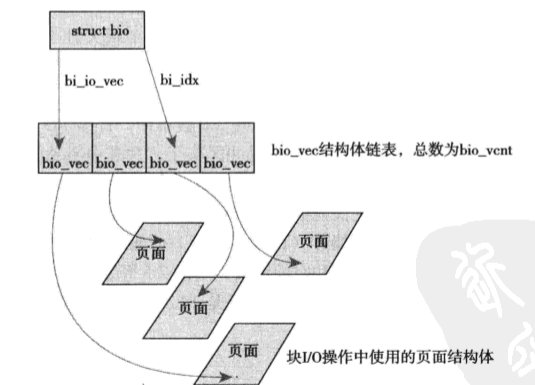 struct bio
bi_io_vec
bi_idx
bio_vec bio_vec bio_vec bio_vec
bio_vec结构体链表，总数为bio_vcnt
页面
页面
页面
页面
块I/O操作中使用的页面结构体